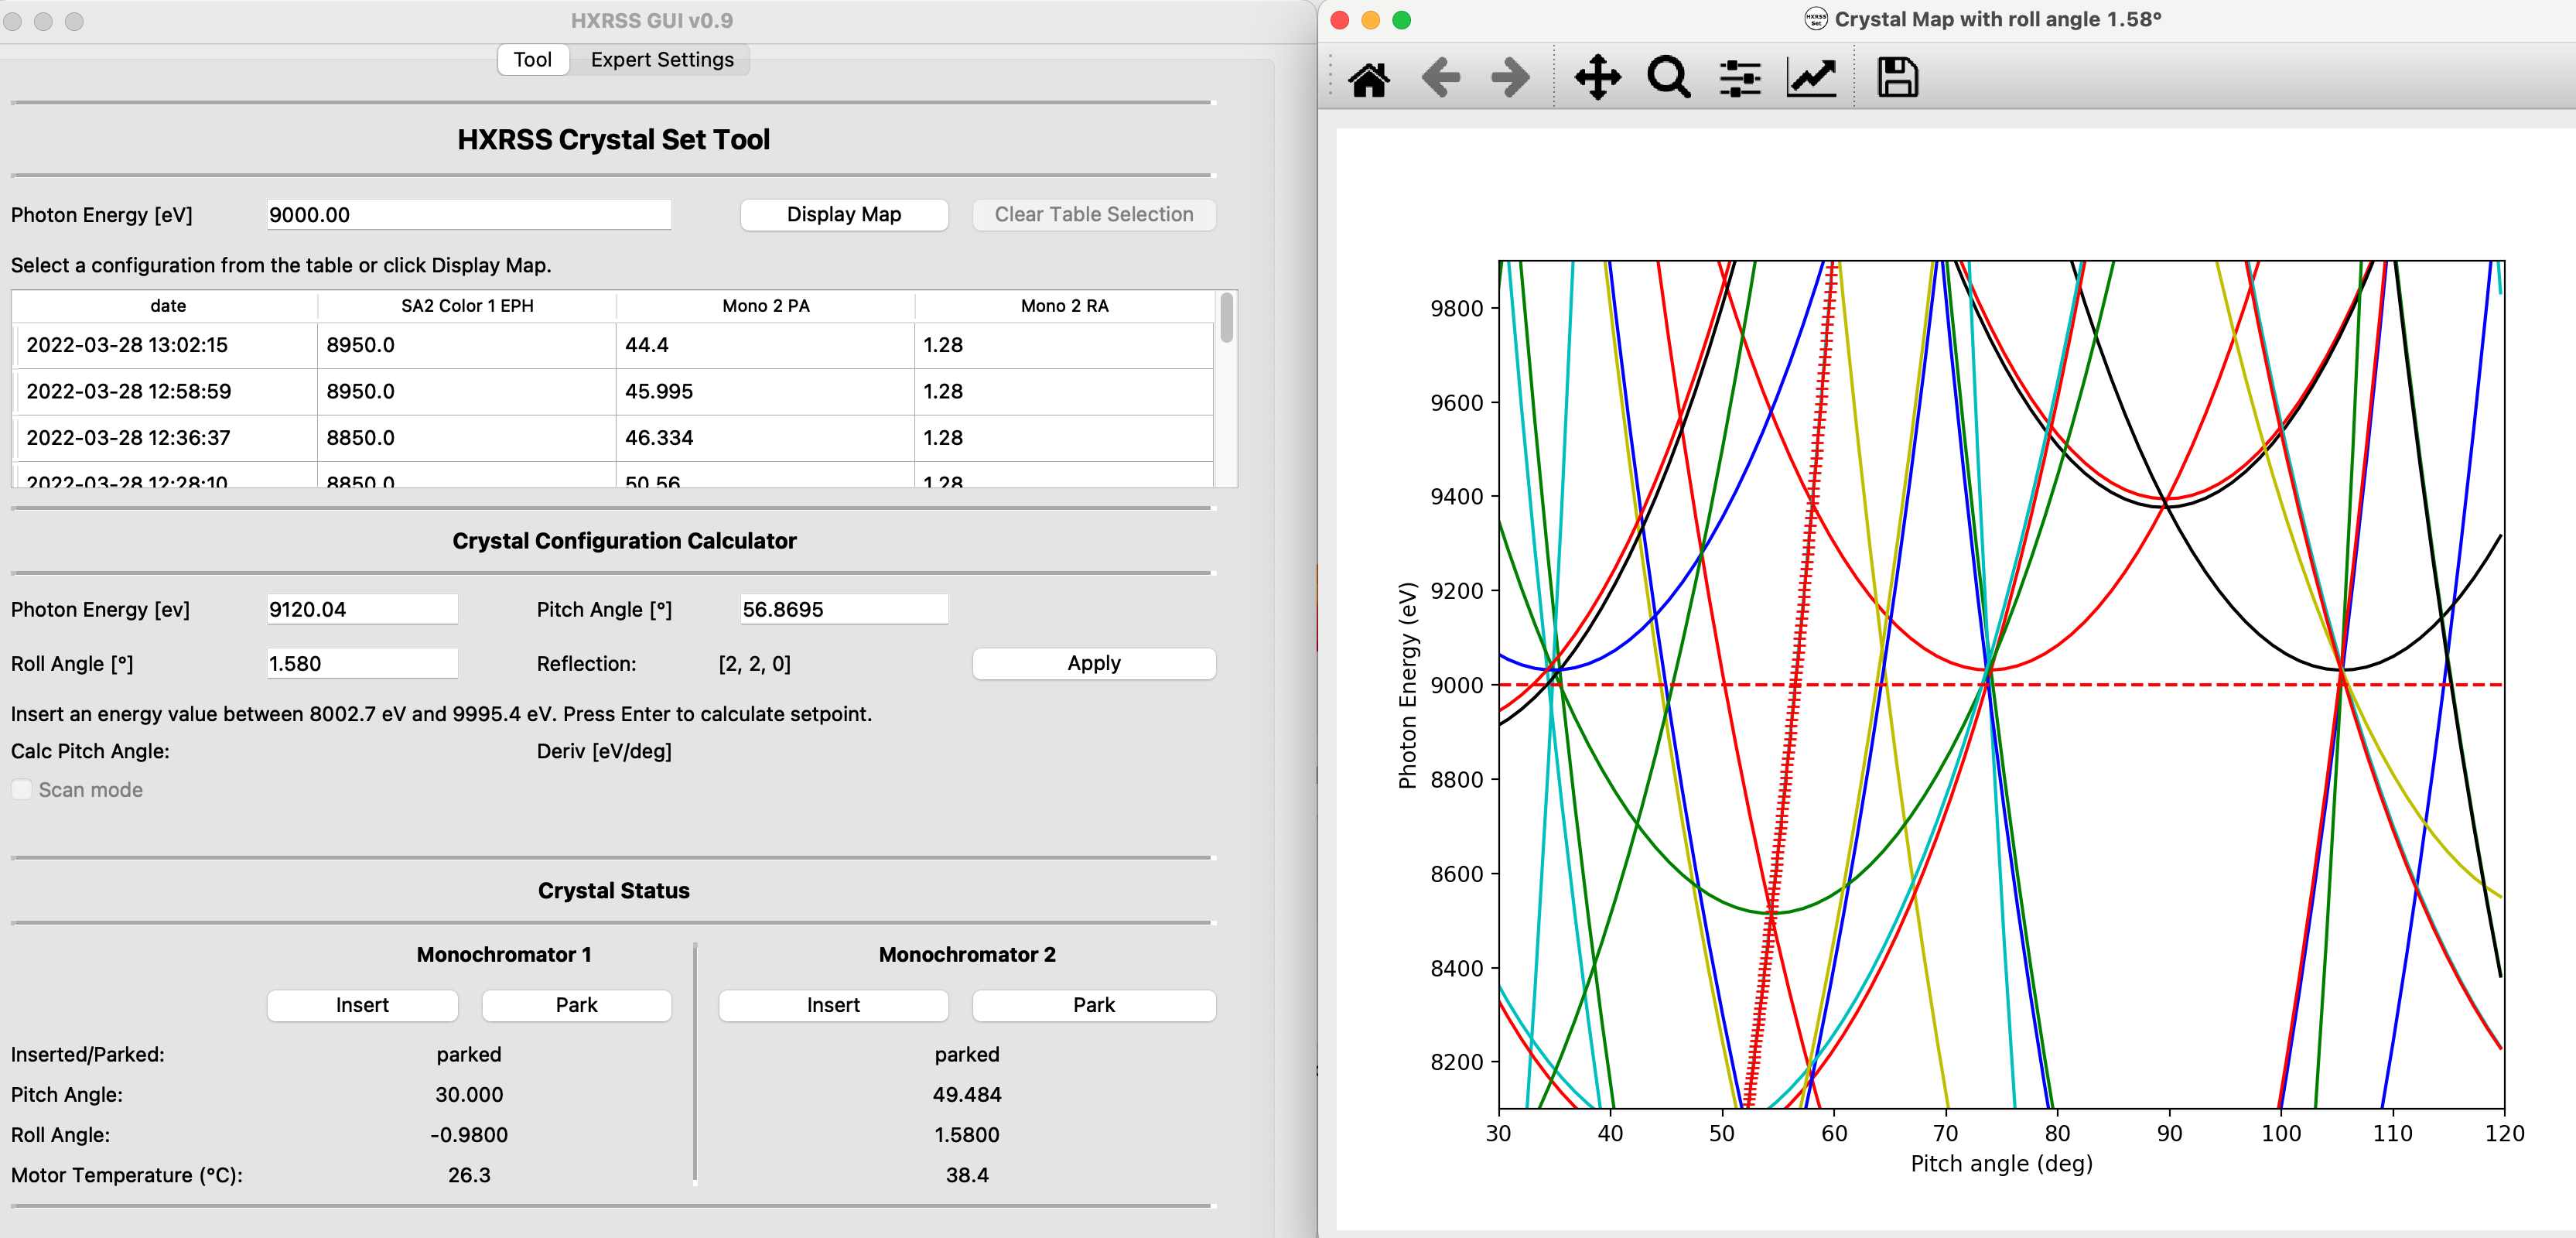 HXRSS GUI v0.9
Tool Expert Settings
HXRSS Crystal Set Tool
Photon Energy [eV] 9000.00 Display Map Clear Table Selection
Select a configuration from the table or click Display Map.
date SA2 Color 1 EPH Mono 2 PA Mono 2 RA
2022-03-28 13:02:15 8950.0 44.4 1.28
2022-03-28 12:58:59 8950.0 45.995 1.28
2022-03-28 12:36:37 8850.0 46.334 1.28
2022-03-28 12:28:10 8850.0 50.56 1.28
Crystal Configuration Calculator
Photon Energy [ev] 9120.04 Pitch Angle [°] 56.8695
Roll Angle [°] 1.580 Reflection: [2, 2, 0] Apply
Insert an energy value between 8002.7 eV and 9995.4 eV. Press Enter to calculate setpoint.
Calc Pitch Angle: Deriv [eV/deg]
Scan mode
Crystal Status
Monochromator 1 Monochromator 2
Insert Park Insert Park
Inserted/Parked: parked parked
Pitch Angle: 30.000 49.484
Roll Angle: -0.9800 1.5800
Motor Temperature (°C): 26.3 38.4
HXRSS Set Crystal Map with roll angle 1.58°
9800
9600
9400
9200
9000
8800
8600
8400
8200
Photon Energy (eV)
30 40 50 60 70 80 90 100 110 120
Pitch angle (deg)